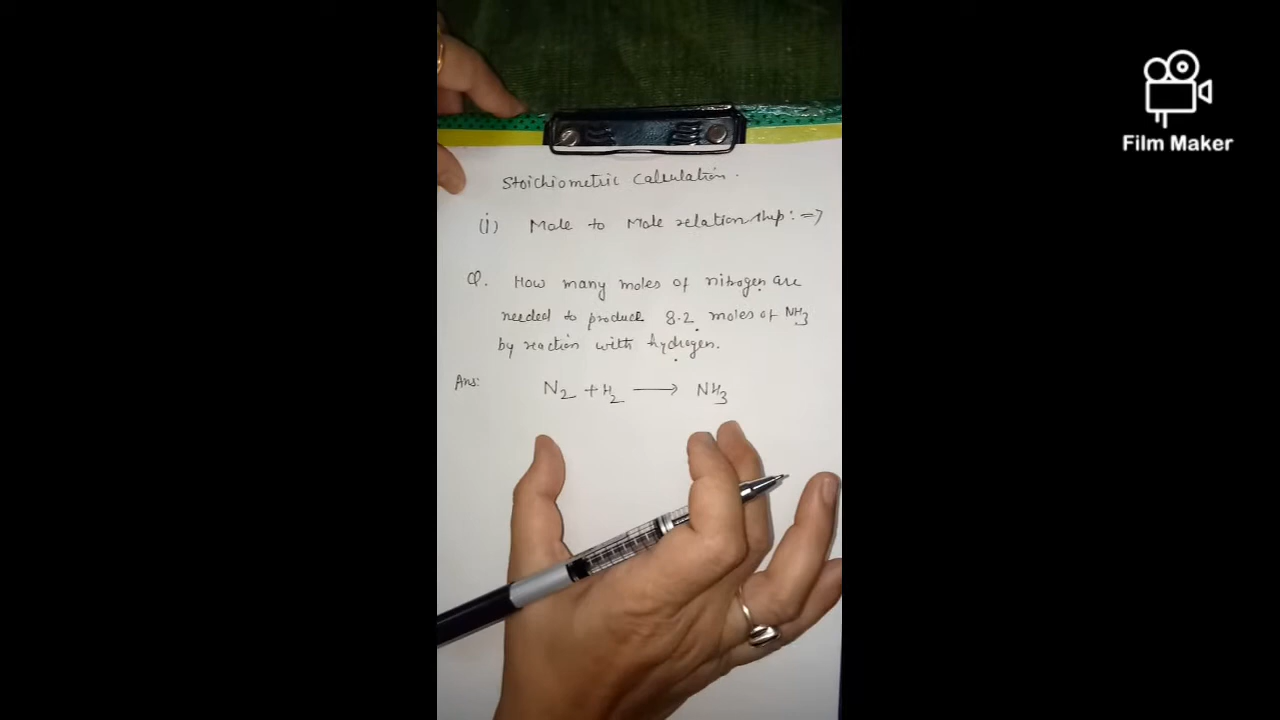 Film Maker
Stoichiometric Calculation.
(i) Mole to Mole relationship: =>
Q. How many moles of nitrogen are
needed to produce 8.2 moles of NH3
by reaction with hydrogen.
Ans: N2 + H2 ⟶ NH3